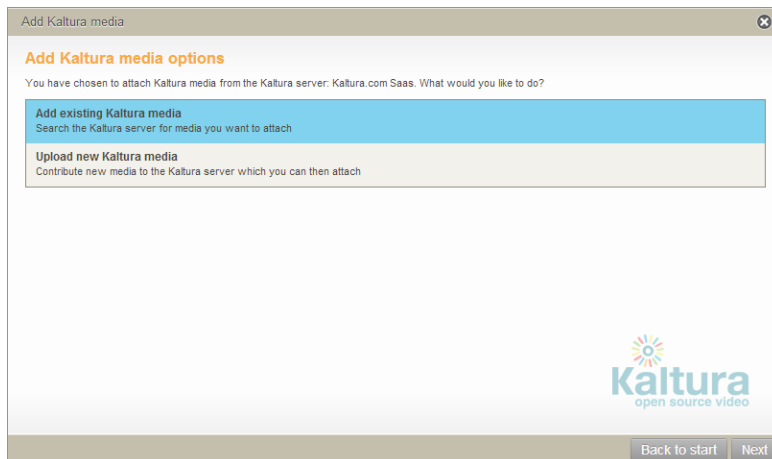 Add Kaltura media
Add Kaltura media options
You have chosen to attach Kaltura media from the Kaltura server: Kaltura.com Saas. What would you like to do?
Add existing Kaltura media
Search the Kaltura server for media you want to attach
Upload new Kaltura media
Contribute new media to the Kaltura server which you can then attach
Kaltura
open source video
Back to start Next